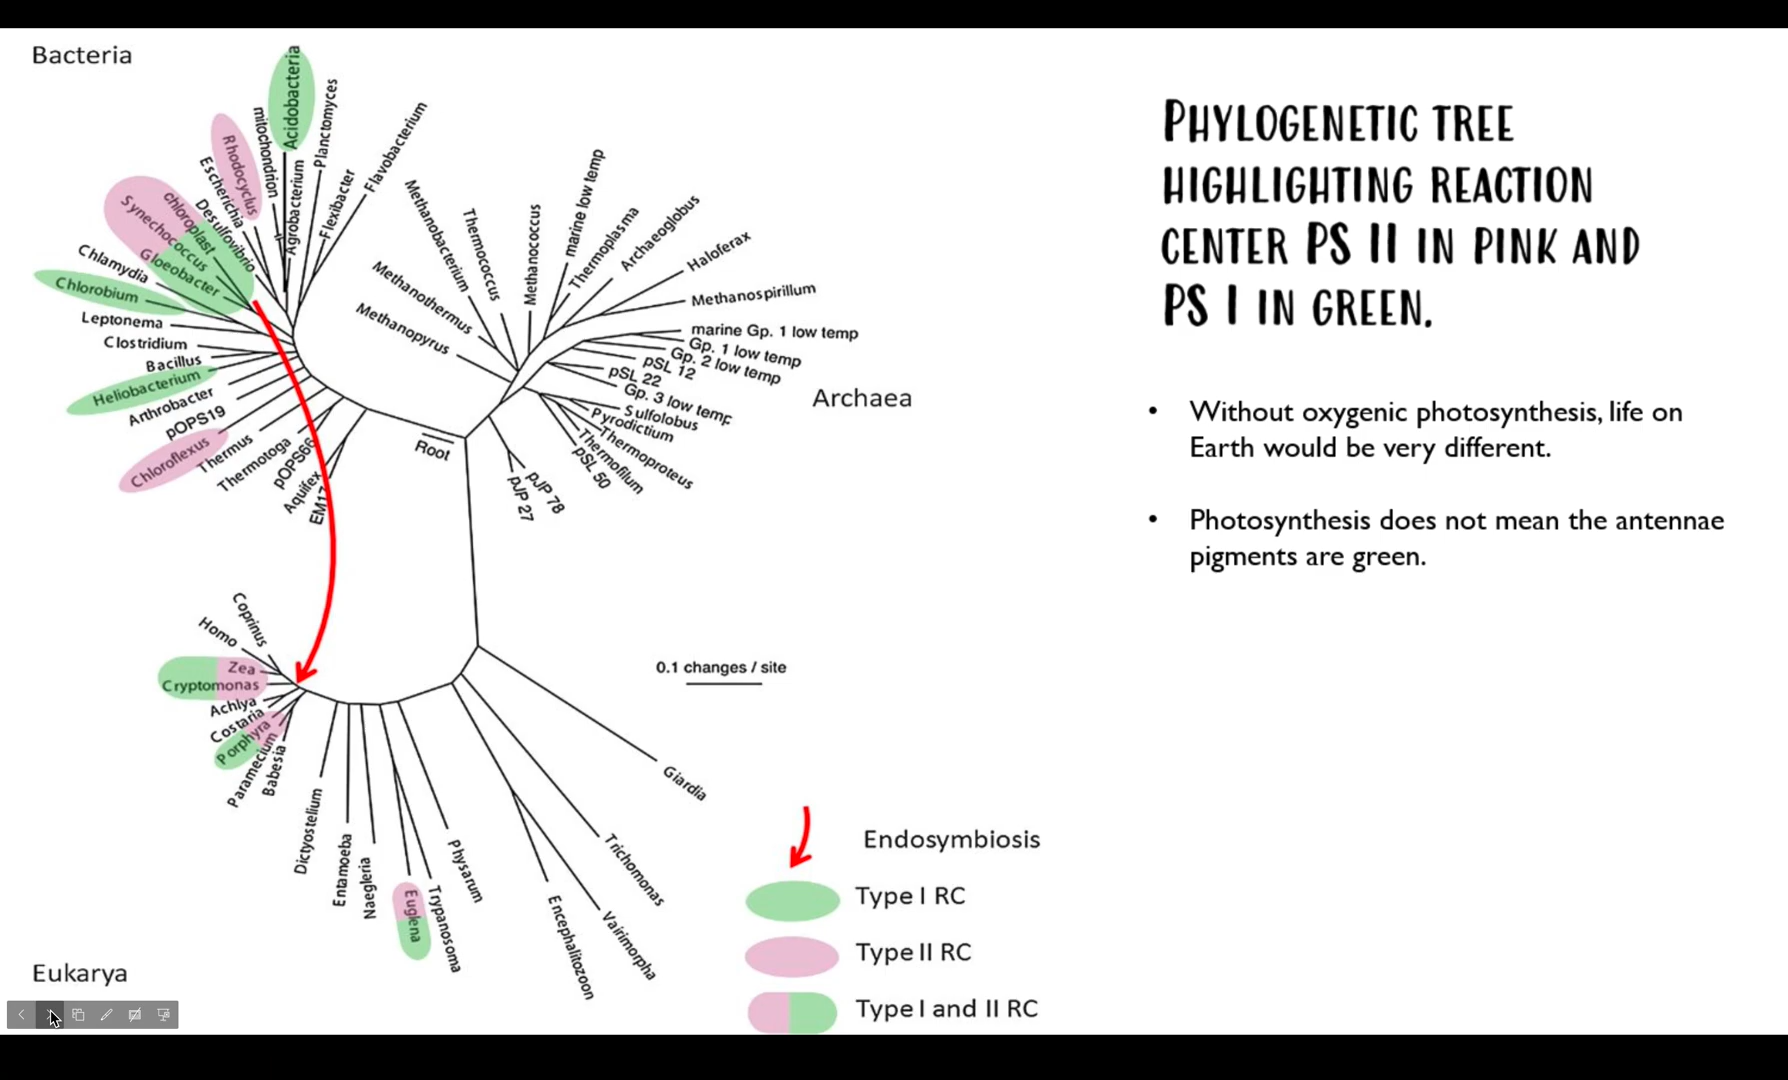 Bacteria
Acidobacteria
Planctomyces
mitochondrion
Rhodocyclus
Escherichia
Agrobacterium
Flexibacter
Flavobacterium
chloroplast
Synechococcus
Desulfovibrio
Gloeobacter
Chlamydia
Chlorobium
Leptonema
Clostridium
Bacillus
Heliobacterium
Arthrobacter
pOPS19
Chloroflexus
Thermus
Thermotoga
pOPS66
Aquifex
EM17
Root
Methanobacterium
Thermococcus
Methanothermus
Methanopyrus
Methanococcus
marine low temp
Thermoplasma
Archaeoglobus
Haloferax
Methanospirillum
marine Gp. 1 low temp
Gp. 1 low temp
Gp. 2 low temp
pSL 12
pSL 22
Gp. 3 low temp
Sulfolobus
Pyrodictium
Thermoproteus
Thermofilum
pSL 50
pJP 78
pJP 27
Archaea
Coprinus
Homo
Zea
Cryptomonas
Achlya
Costaria
Porphyra
Paramecium
Babesia
Dictyostelium
Entamoeba
Naegleria
Euglena
Trypanosoma
Physarum
Encephalitozoon
Vairimorpha
Trichomonas
Giardia
0.1 changes / site
Eukarya
Endosymbiosis
Type I RC
Type II RC
Type I and II RC
PHYLOGENETIC TREE
HIGHLIGHTING REACTION
CENTER PS II IN PINK AND
PS I IN GREEN.
• Without oxygenic photosynthesis, life on
Earth would be very different.
• Photosynthesis does not mean the antennae
pigments are green.